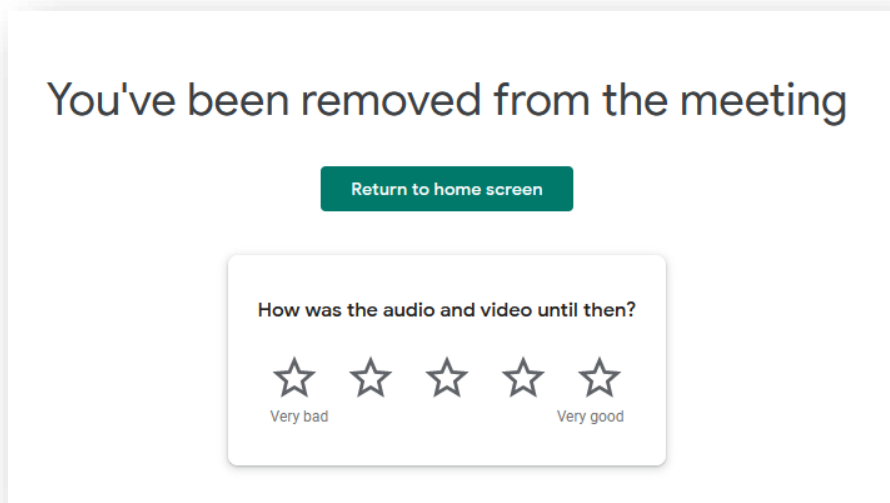 You've been removed from the meeting
Return to home screen
How was the audio and video until then?
Very bad
Very good